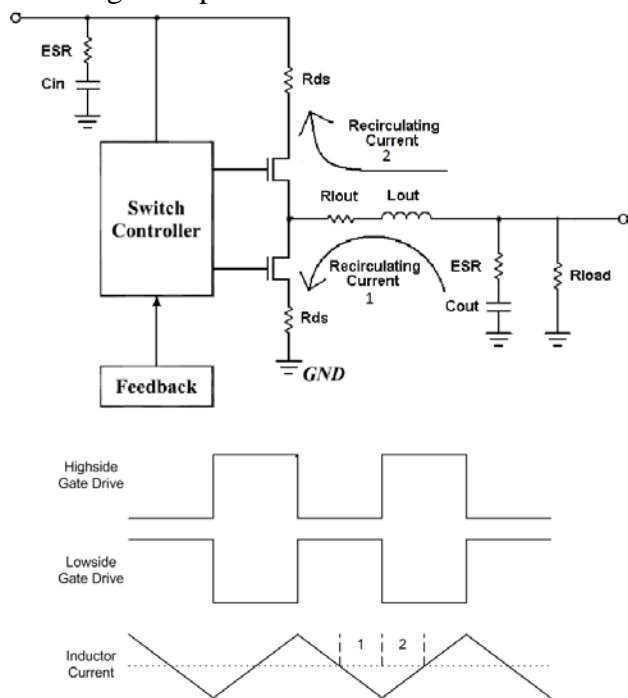 ESR
Cin
Rds
Recirculating
Current
2
Switch
Controller
Rlout
Lout
Recirculating
Current
1
ESR
Cout
Rload
Rds
GND
Feedback
Highside
Gate Drive
Lowside
Gate Drive
Inductor
Current
1
2